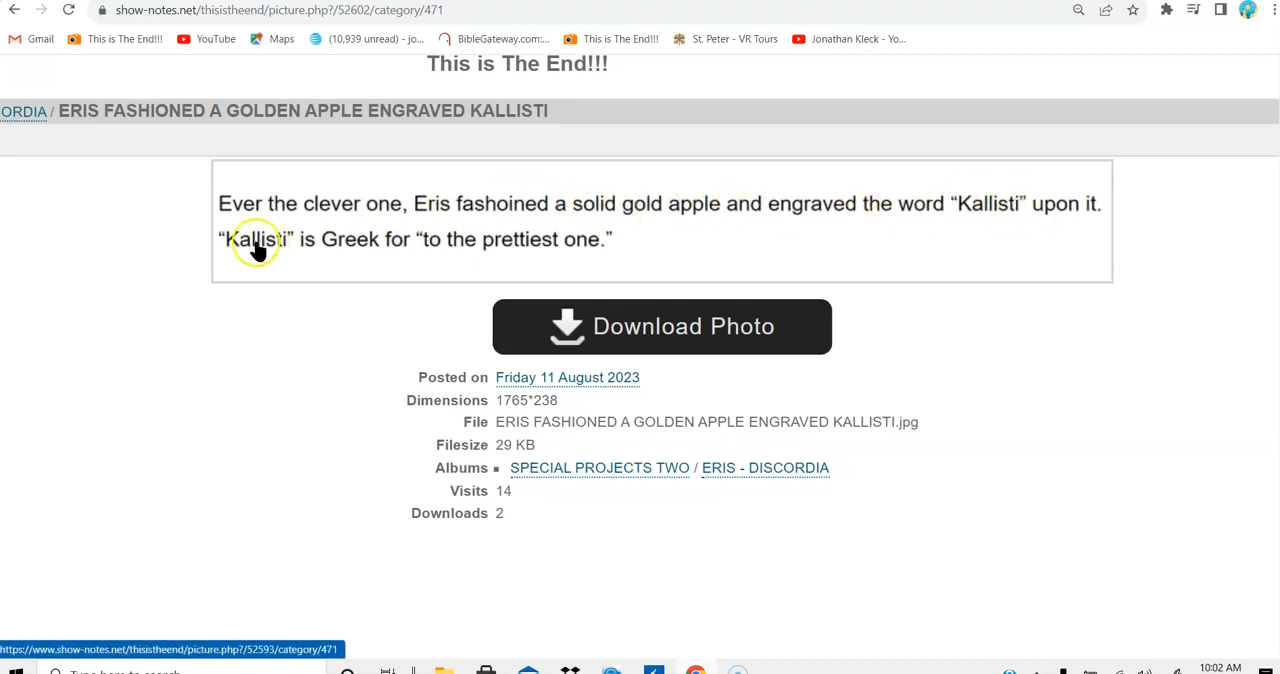 show-notes.net/thisistheend/picture.php?/52602/category/471
Gmail This is The End!!! YouTube Maps (10,939 unread) - jo... BibleGateway.com:... This is The End!!! St. Peter - VR Tours Jonathan Kleck - Yo...
This is The End!!!
ORDIA / ERIS FASHIONED A GOLDEN APPLE ENGRAVED KALLISTI
Ever the clever one, Eris fashoined a solid gold apple and engraved the word “Kallisti” upon it.
“Kallisti” is Greek for “to the prettiest one.”
Download Photo
Posted on Friday 11 August 2023
Dimensions 1765*238
File ERIS FASHIONED A GOLDEN APPLE ENGRAVED KALLISTI.jpg
Filesize 29 KB
Albums ▪ SPECIAL PROJECTS TWO / ERIS - DISCORDIA
Visits 14
Downloads 2
https://www.show-notes.net/thisistheend/picture.php?/52593/category/471
Type here to search
10:02 AM